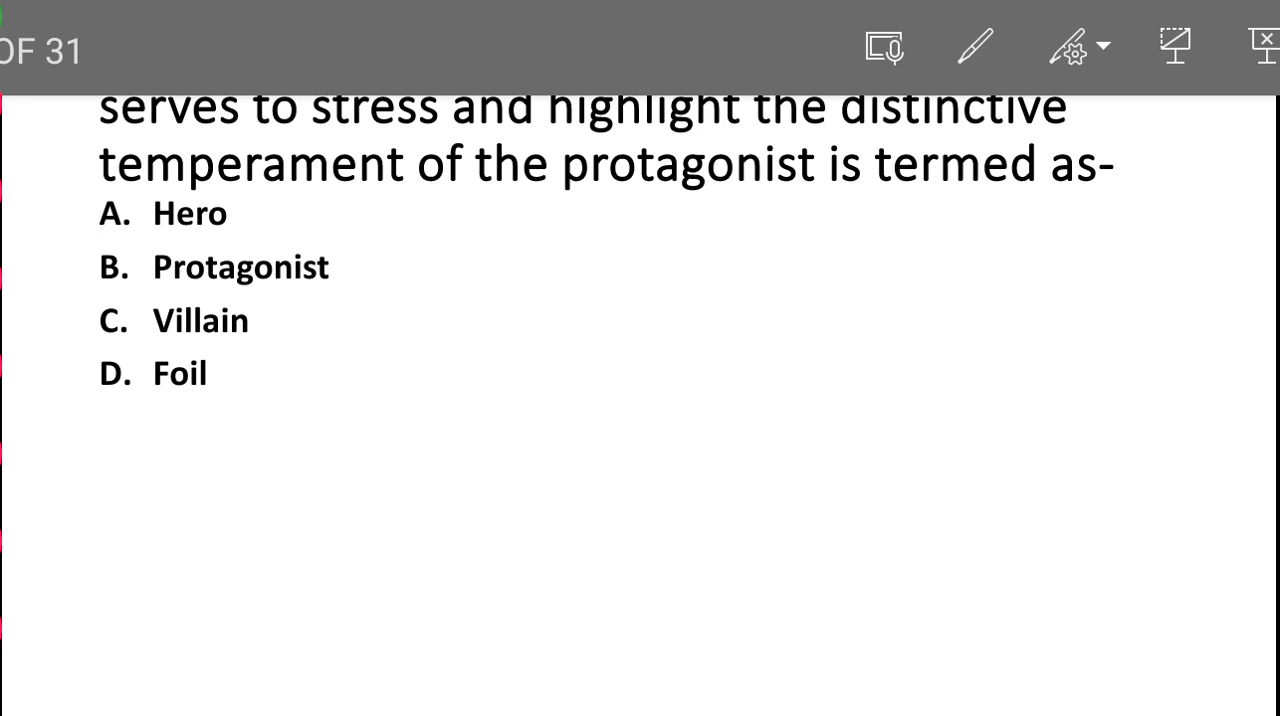 OF 31
serves to stress and highlight the distinctive
temperament of the protagonist is termed as-
A. Hero
B. Protagonist
C. Villain
D. Foil